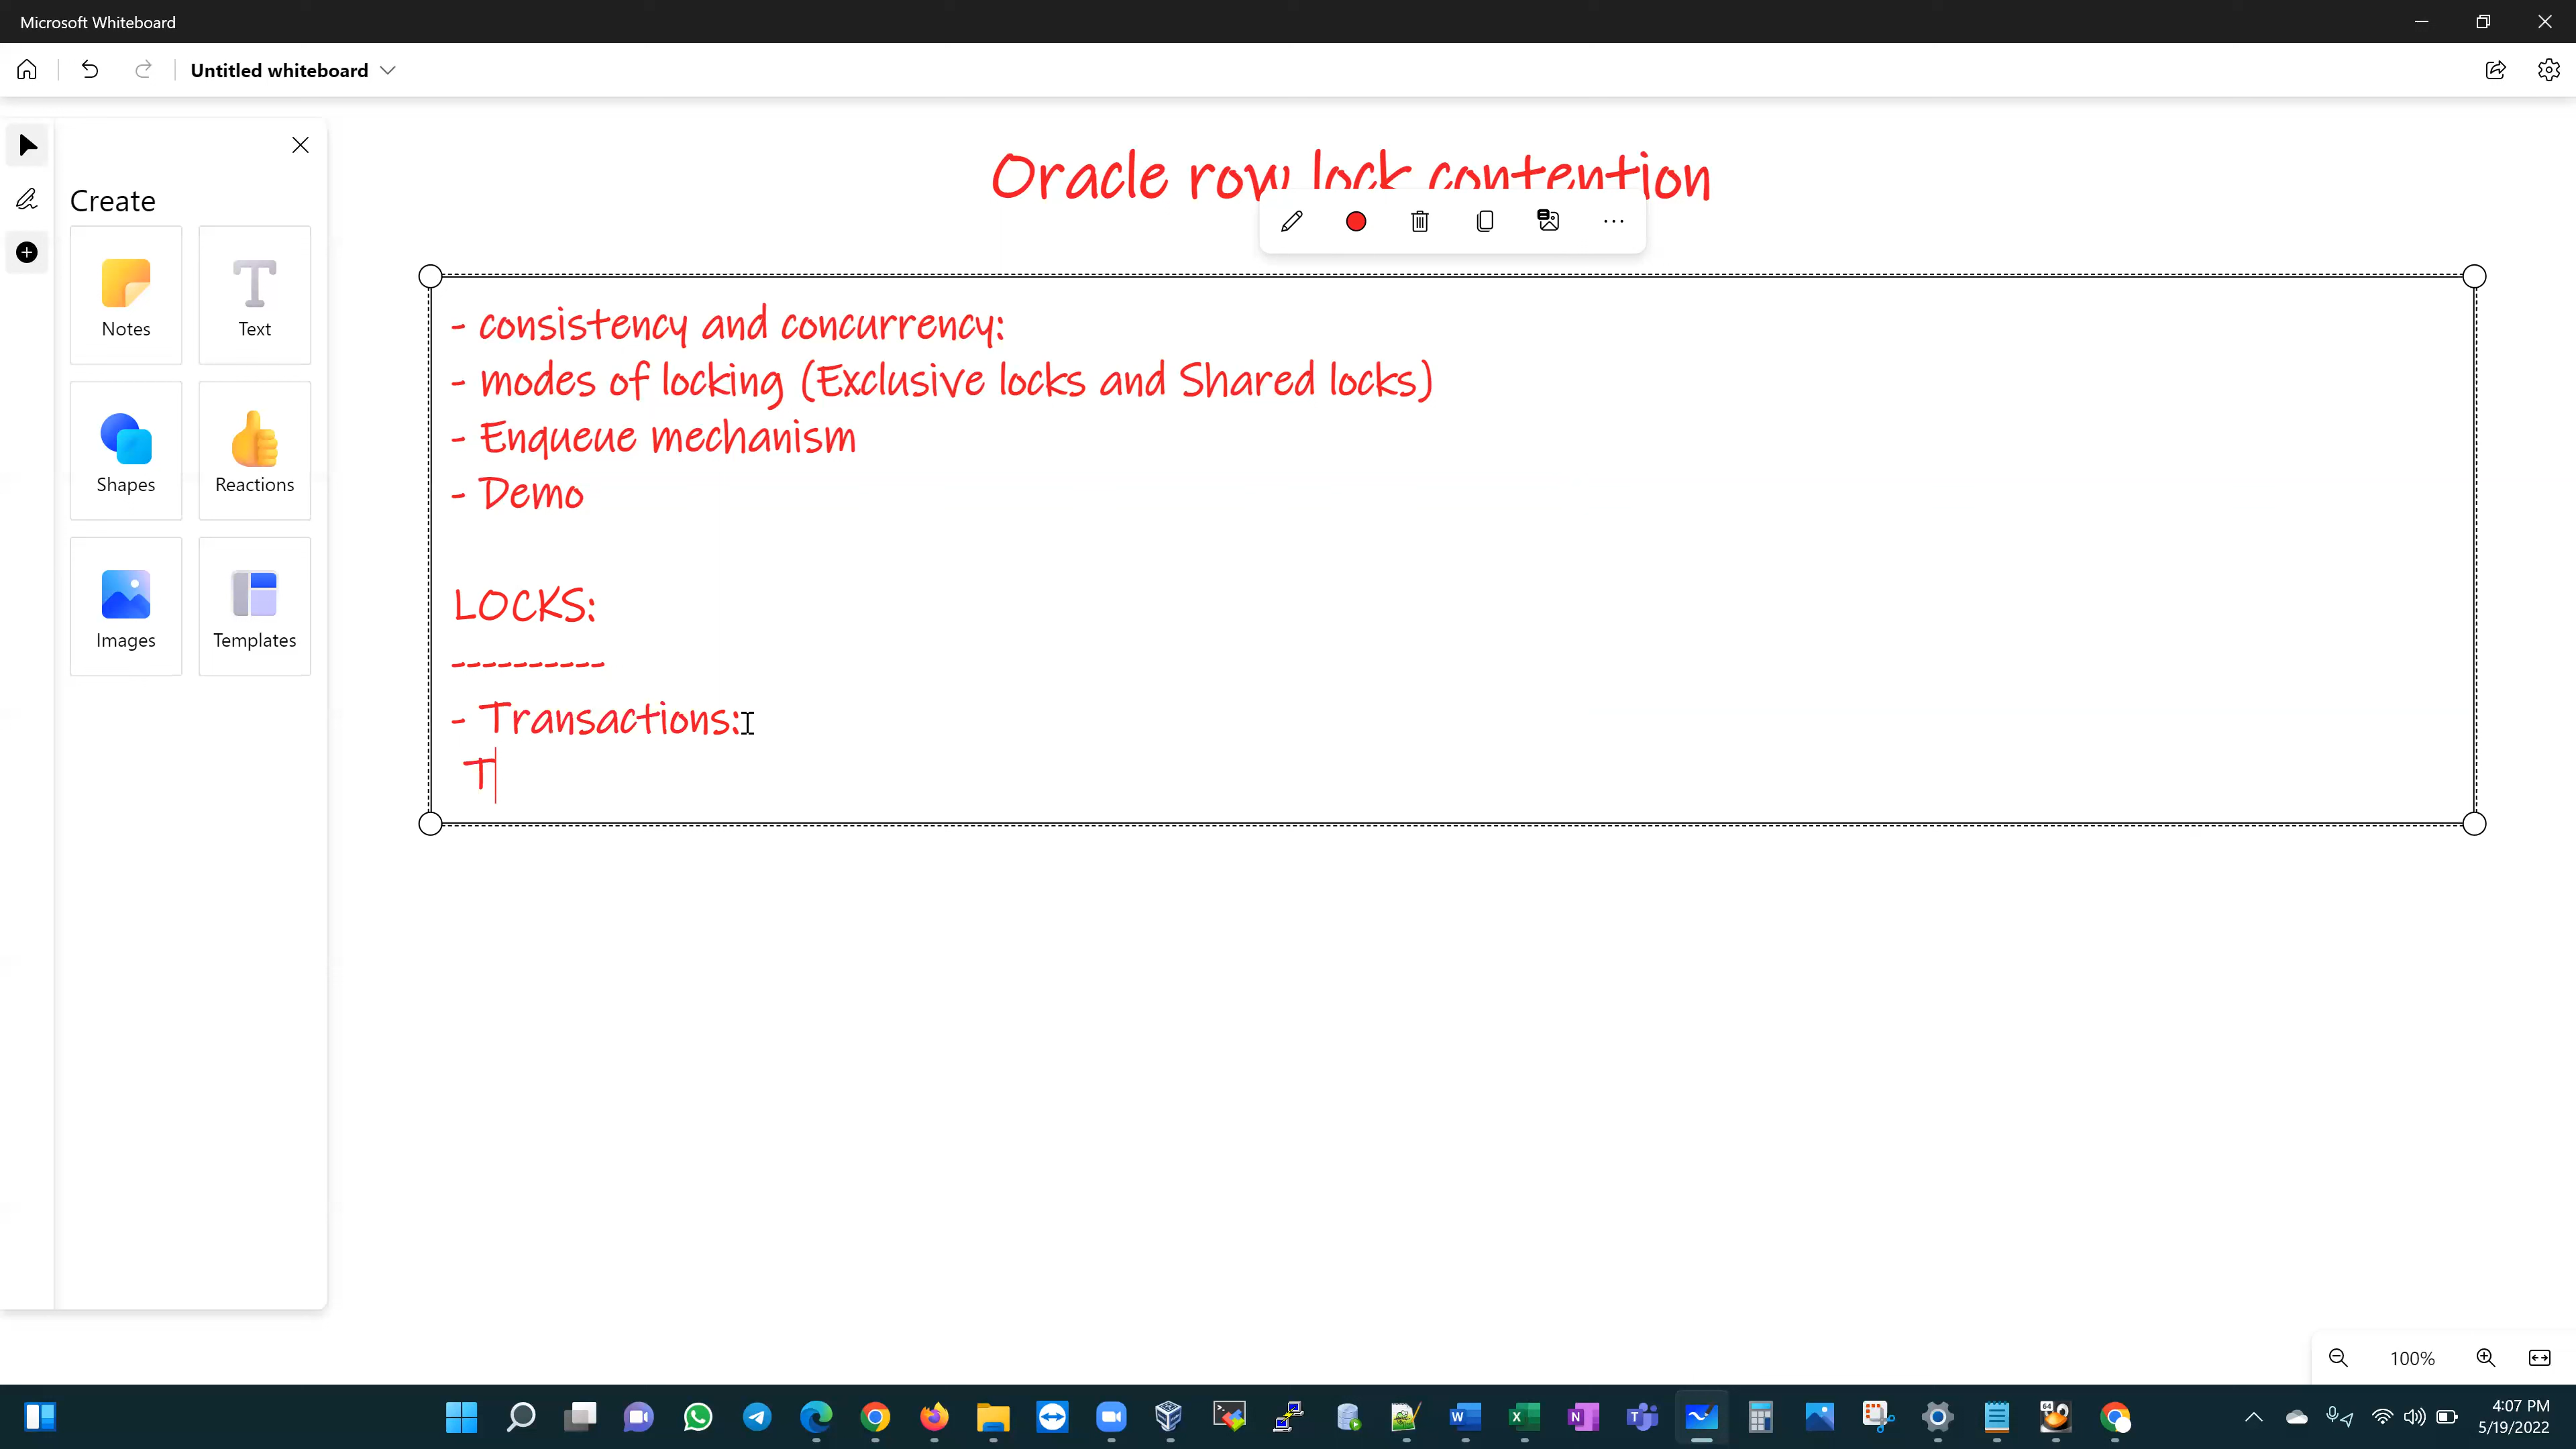 Microsoft Whiteboard
Untitled whiteboard
Create
Notes
Text
Shapes
Reactions
Images
Templates
Oracle row lock contention
- consistency and concurrency:
- modes of locking (Exclusive locks and Shared locks)
- Enqueue mechanism
- Demo
LOCKS:
----------
- Transactions:
T
100%
4:07 PM
5/19/2022